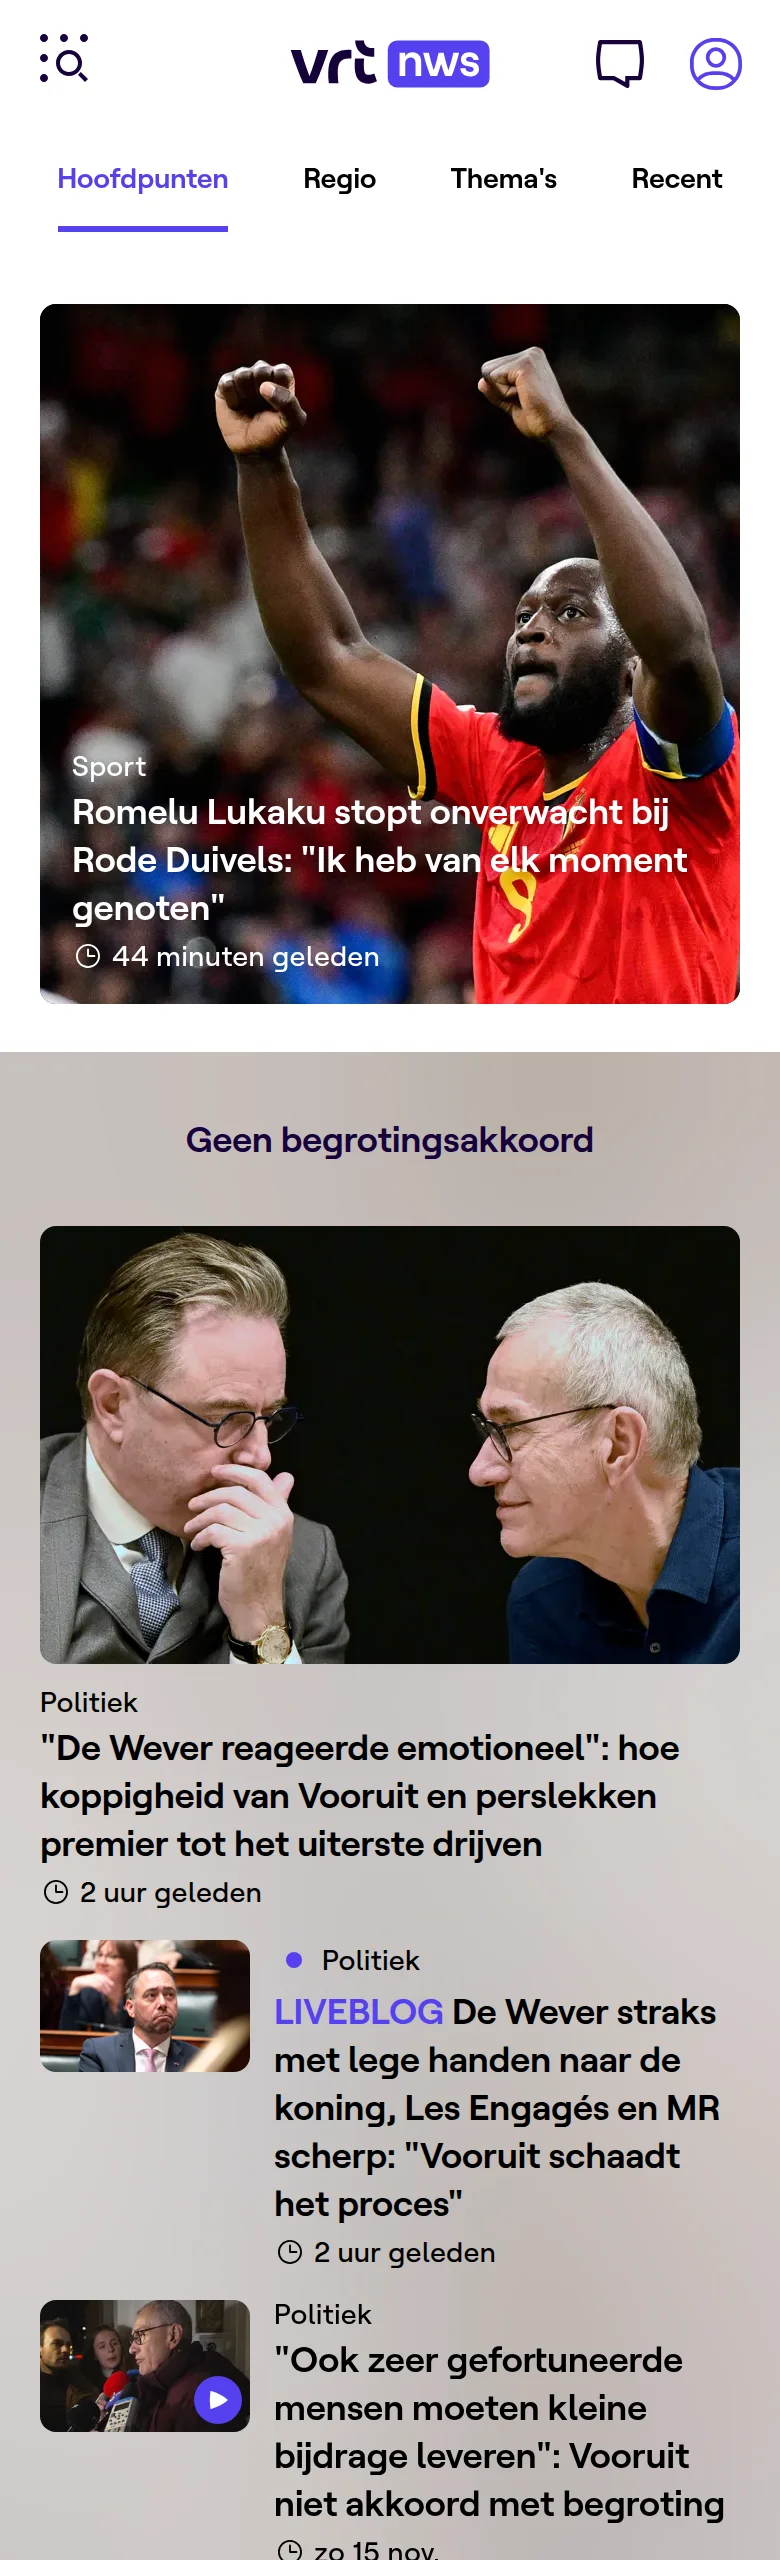 vrt nws
Hoofdpunten Regio Thema's Recent
Sport
Romelu Lukaku stopt onverwacht bij
Rode Duivels: "Ik heb van elk moment
genoten"
44 minuten geleden
Geen begrotingsakkoord
Politiek
"De Wever reageerde emotioneel": hoe
koppigheid van Vooruit en perslekken
premier tot het uiterste drijven
2 uur geleden
Politiek
LIVEBLOG De Wever straks
met lege handen naar de
koning, Les Engagés en MR
scherp: "Vooruit schaadt
het proces"
2 uur geleden
Politiek
"Ook zeer gefortuneerde
mensen moeten kleine
bijdrage leveren": Vooruit
niet akkoord met begroting
zo 15 nov.